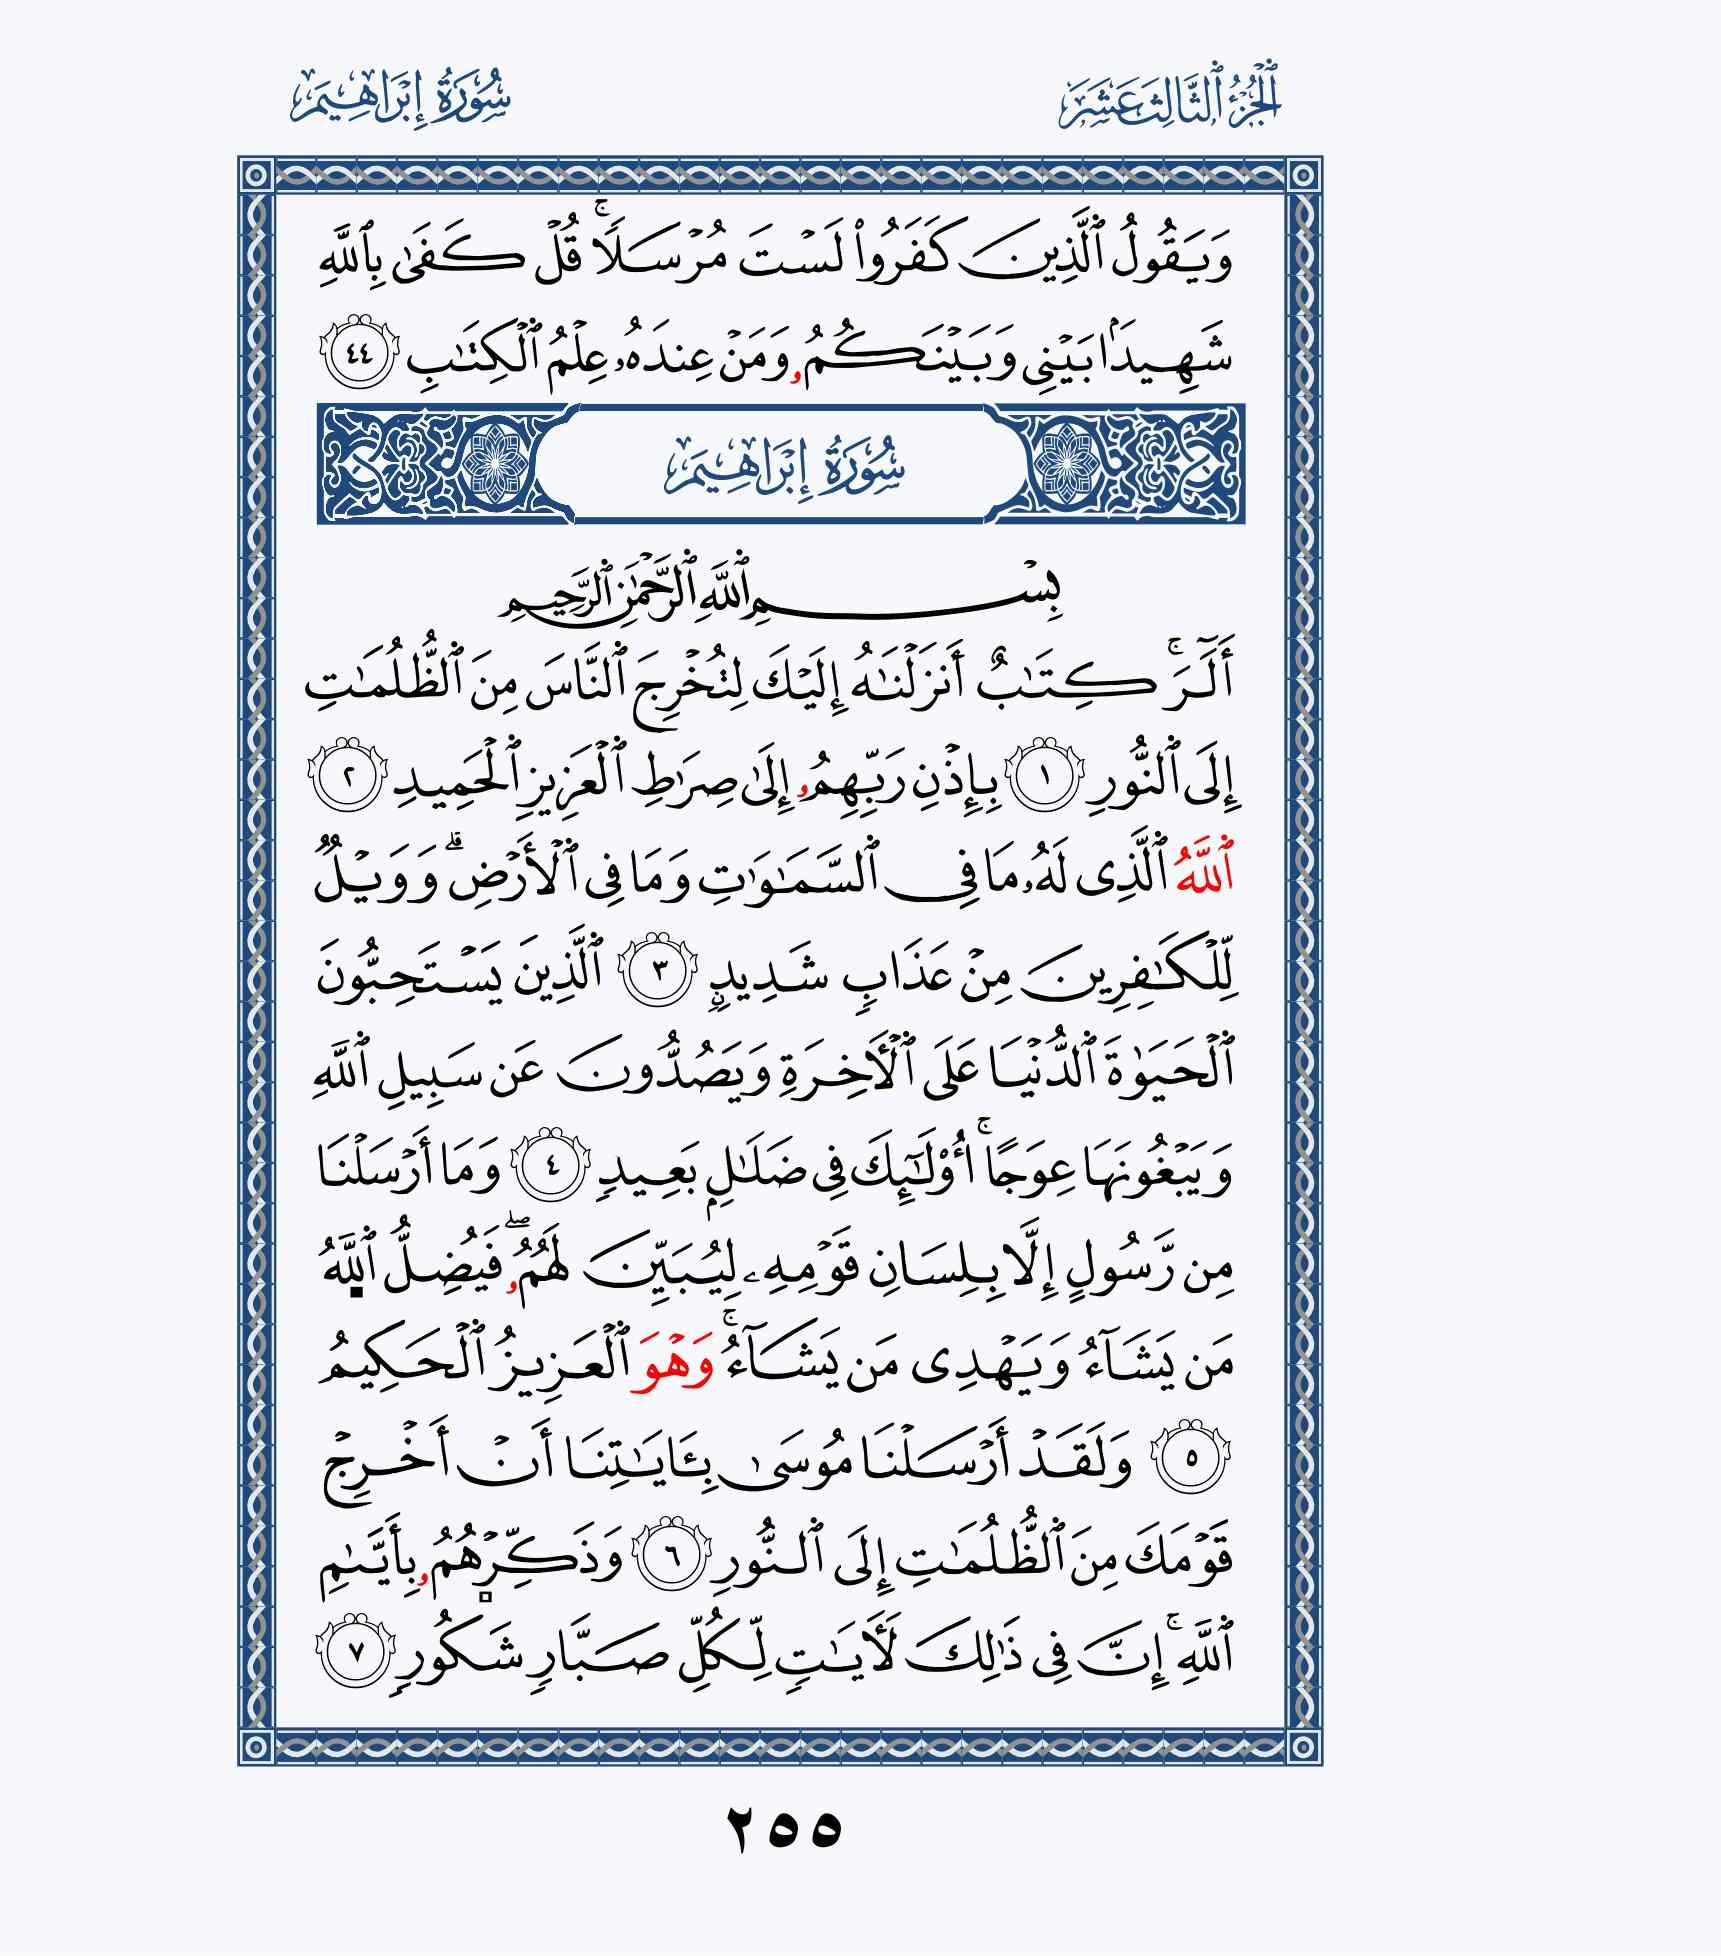 ٱلْجُزْءُ ٱلثَّالِثَ عَشَرَ
سُورَةُ إِبْرَاهِيمَ
وَيَقُولُ ٱلَّذِينَ كَفَرُوا۟ لَسْتَ مُرْسَلًاۚ قُلْ كَفَىٰ بِٱللَّهِ
شَهِيدَۢا بَيْنِي وَبَيْنَكُمُۥ وَمَنْ عِندَهُۥ عِلْمُ ٱلْكِتَٰبِ ٤٤
سُورَةُ إِبْرَاهِيمَ
بِسْمِ ٱللَّهِ ٱلرَّحْمَٰنِ ٱلرَّحِيمِ
أَلَٓرَۚ كِتَٰبٌ أَنزَلْنَٰهُ إِلَيْكَ لِتُخْرِجَ ٱلنَّاسَ مِنَ ٱلظُّلُمَٰتِ
إِلَى ٱلنُّورِ ١ بِإِذْنِ رَبِّهِمُۥ إِلَىٰ صِرَٰطِ ٱلْعَزِيزِ ٱلْحَمِيدِ ٢
ٱللَّهُ ٱلَّذِى لَهُۥ مَا فِى ٱلسَّمَٰوَٰتِ وَمَا فِى ٱلْأَرْضِۗ وَوَيْلٌ
لِّلْكَٰفِرِينَ مِنْ عَذَابٍ شَدِيدٍ ٣ ٱلَّذِينَ يَسْتَحِبُّونَ
ٱلْحَيَوٰةَ ٱلدُّنْيَا عَلَى ٱلْأَخِرَةِ وَيَصُدُّونَ عَن سَبِيلِ ٱللَّهِ
وَيَبْغُونَهَا عِوَجًاۚ أُو۟لَٰٓئِكَ فِى ضَلَٰلِۭ بَعِيدٍ ٤ وَمَا أَرْسَلْنَا
مِن رَّسُولٍ إِلَّا بِلِسَانِ قَوْمِهِۦ لِيُبَيِّنَ لَهُمُۥۖ فَيُضِلُّ ٱللَّهُ
مَن يَشَآءُ وَيَهْدِى مَن يَشَآءُۚ وَهْوَ ٱلْعَزِيزُ ٱلْحَكِيمُ
٥ وَلَقَدْ أَرْسَلْنَا مُوسَىٰ بِـَٔايَٰتِنَا أَنْ أَخْرِجْ
قَوْمَكَ مِنَ ٱلظُّلُمَٰتِ إِلَى ٱلنُّورِ ٦ وَذَكِّرْهُمُۥ بِأَيَّىٰمِ
ٱللَّهِۚ إِنَّ فِى ذَٰلِكَ لَأَيَٰتٍ لِّكُلِّ صَبَّارٍ شَكُورٍ ٧
٢٥٥